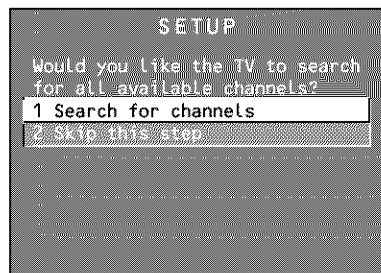 SETUP
Would you like the TV to search
for all available channels?
1 Search for channels
2 Skip this step